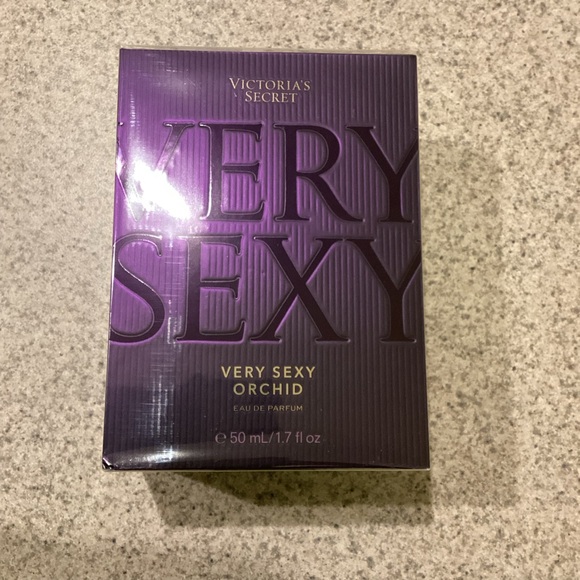 VICTORIA'S
SECRET
VERY
SEXY
VERY SEXY
ORCHID
EAU DE PARFUM
℮ 50 mL/1.7 fl oz